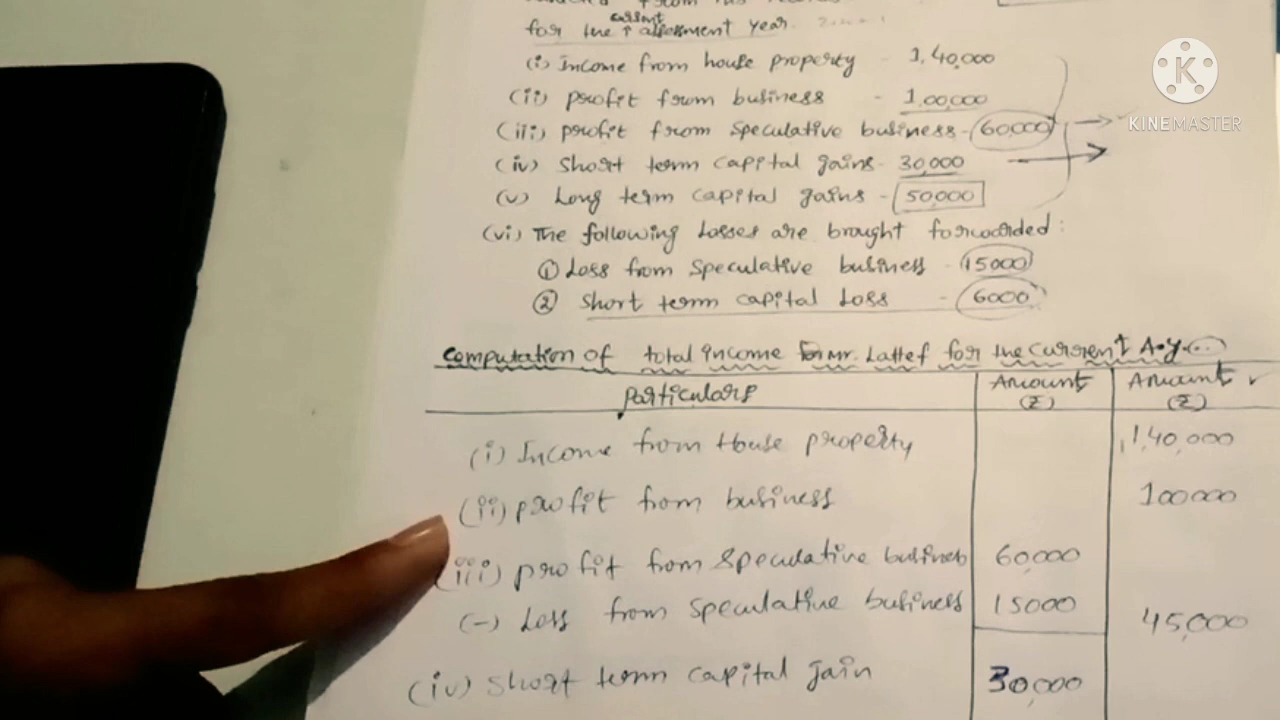 for the current assessment year
(i) Income from house property - 1,40,000
(ii) profit from business - 1,00,000
(iii) profit from speculative business - 60,000
(iv) Short term capital gains - 30,000
(v) Long term capital gains - 50,000
(vi) The following Losses are brought forwarded :
① Loss from speculative business - 15000
② Short term capital Loss - 6000
Computation of total income for Mr. Lattef for the current A.y...
particulars Amount (₹) Amount (₹)
(i) Income from House property 1,40,000
(ii) profit from business 100000
(iii) profit from speculative business 60,000
(-) Loss from speculative business 15000 45,000
(iv) short term capital gain 30,000
K
KINEMASTER